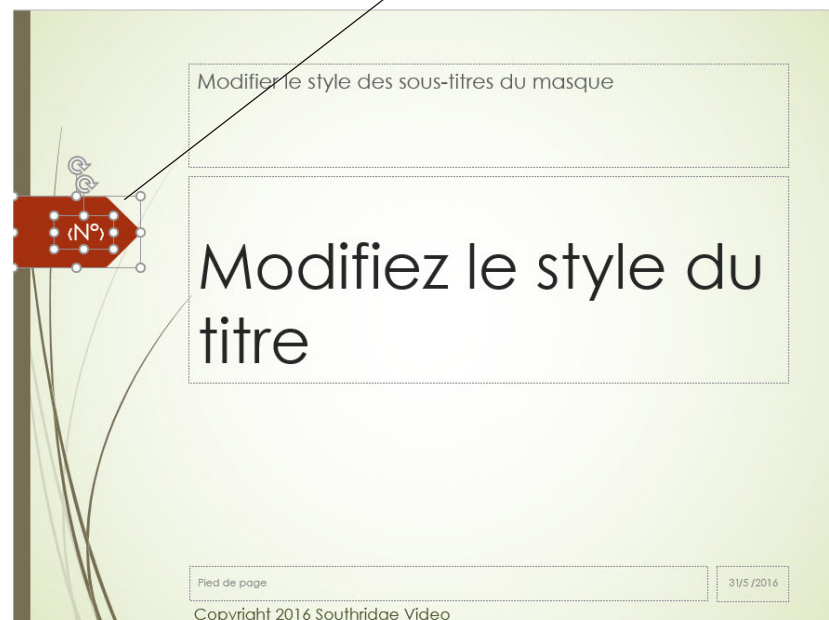 Modifier le style des sous-titres du masque
‹N°›
Modifiez le style du
titre
Pied de page
31/5 /2016
Copyright 2016 Southridge Video